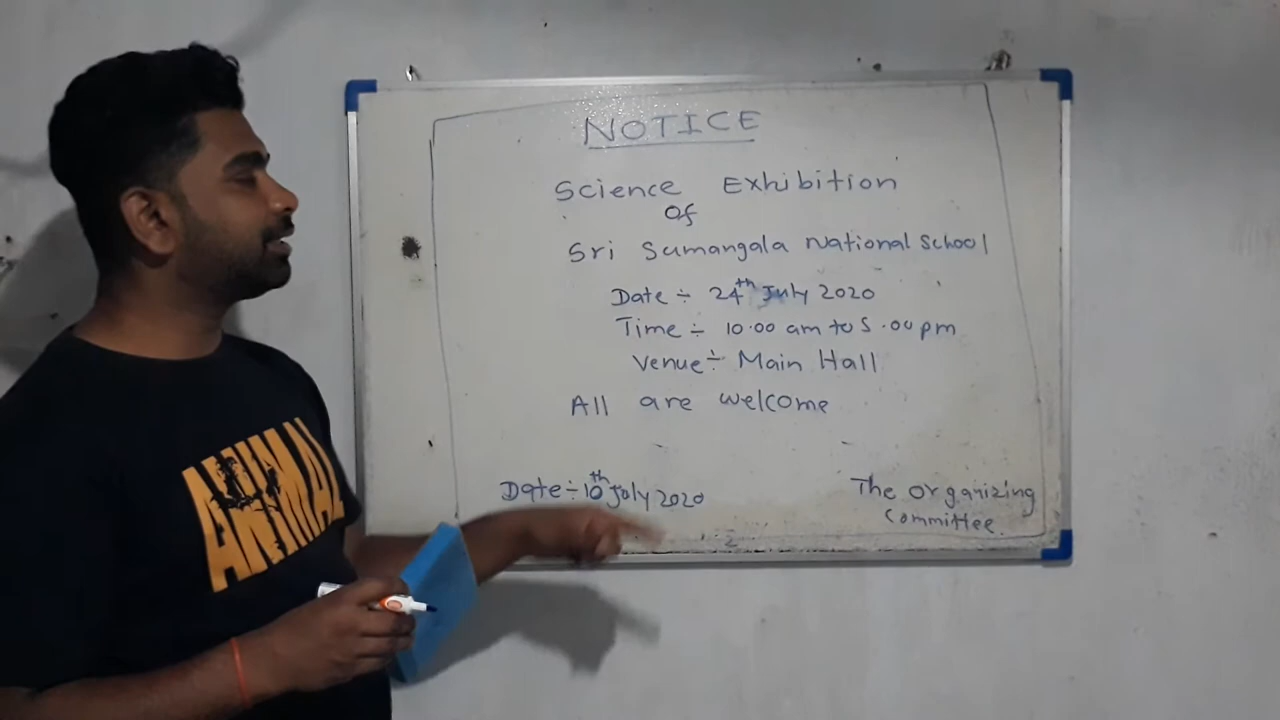 ANIMAL
NOTICE
Science Exhibition
Of
Sri Sumangala National School
Date ÷ 24th July 2020
Time ÷ 10.00 am to 5.00 pm
Venue ÷ Main Hall
All are welcome
Date ÷ 10th July 2020
The Organizing
Committee